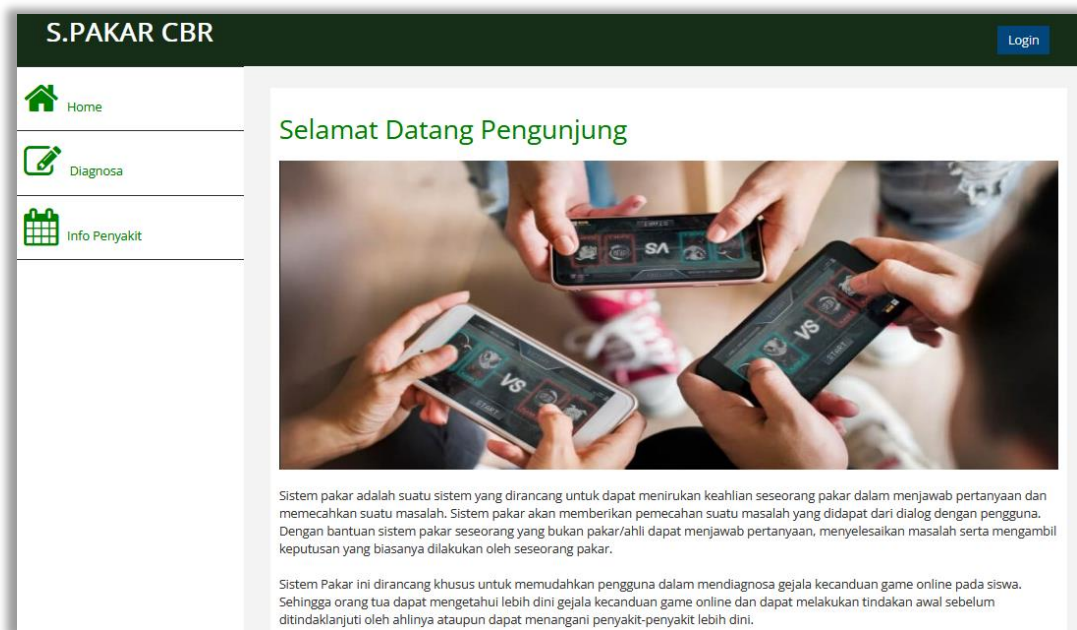 S.PAKAR CBR
Login
Home
Diagnosa
Info Penyakit
Selamat Datang Pengunjung
VS
VS
START
VS
START
Sistem pakar adalah suatu sistem yang dirancang untuk dapat menirukan keahlian seseorang pakar dalam menjawab pertanyaan dan
memecahkan suatu masalah. Sistem pakar akan memberikan pemecahan suatu masalah yang didapat dari dialog dengan pengguna.
Dengan bantuan sistem pakar seseorang yang bukan pakar/ahli dapat menjawab pertanyaan, menyelesaikan masalah serta mengambil
keputusan yang biasanya dilakukan oleh seseorang pakar.
Sistem Pakar ini dirancang khusus untuk memudahkan pengguna dalam mendiagnosa gejala kecanduan game online pada siswa.
Sehingga orang tua dapat mengetahui lebih dini gejala kecanduan game online dan dapat melakukan tindakan awal sebelum
ditindaklanjuti oleh ahlinya ataupun dapat menangani penyakit-penyakit lebih dini.